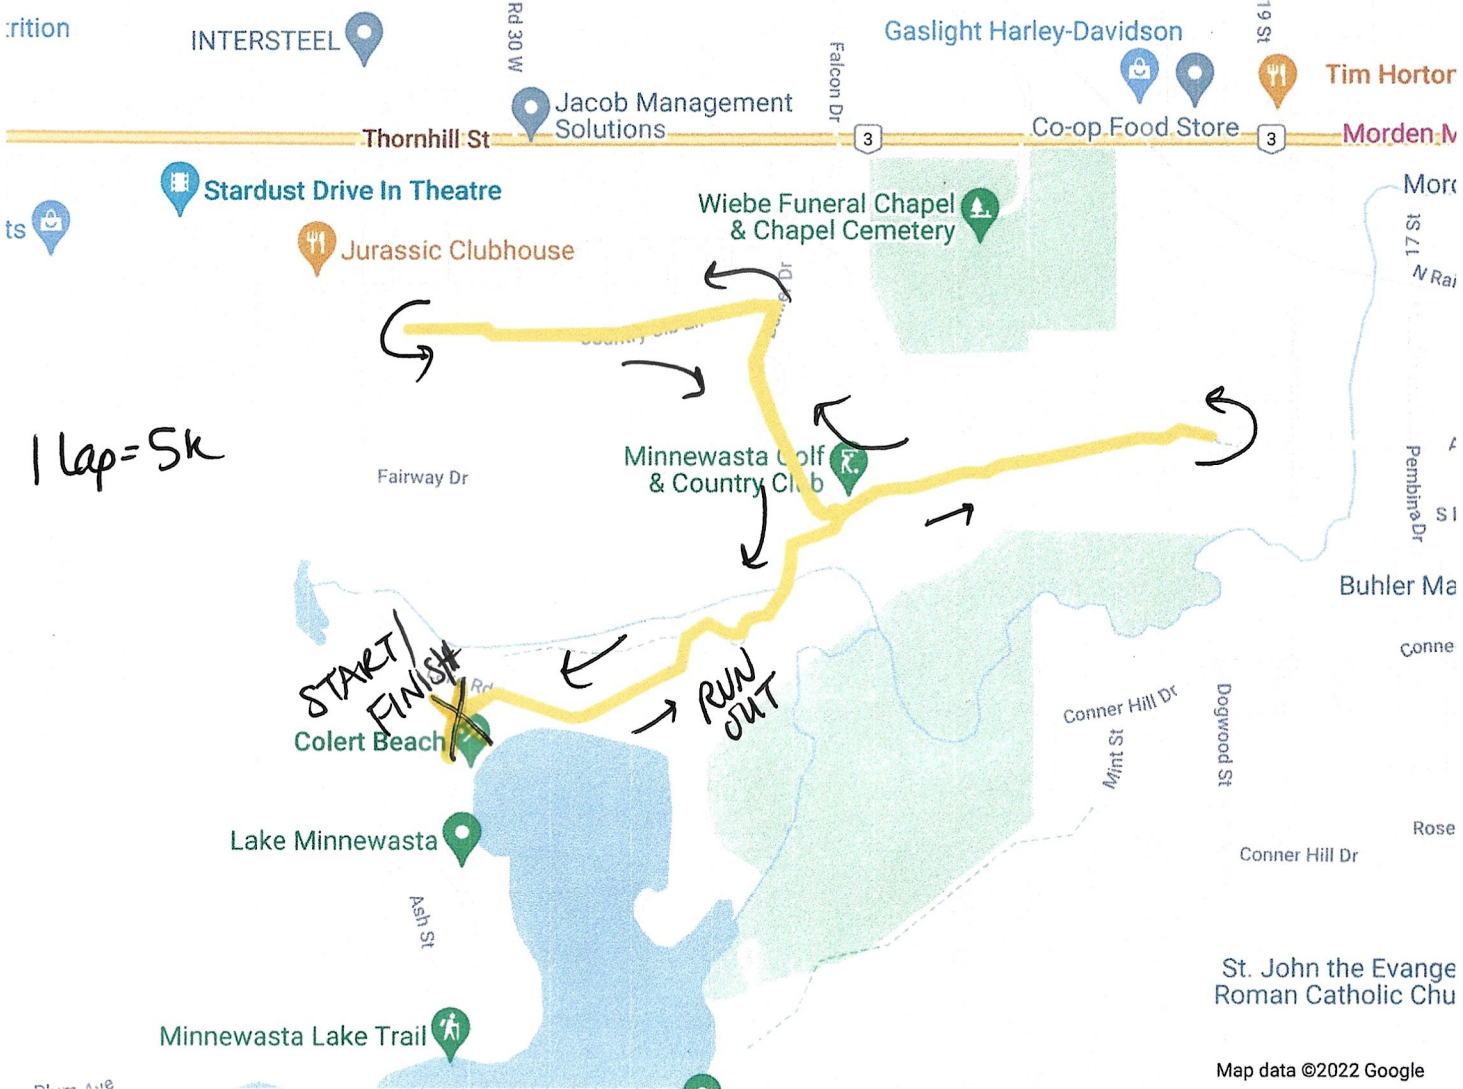 rition
INTERSTEEL
Rd 30 W
Jacob Management
Solutions
Falcon Dr
Gaslight Harley-Davidson
19 St
Tim Hortor
Thornhill St
3
Co-op Food Store
3
Morden M
Stardust Drive In Theatre
ts
Jurassic Clubhouse
Wiebe Funeral Chapel
& Chapel Cemetery
Mord
17 St
N Rai
1 lap = 5k
Fairway Dr
Minnewasta Golf
& Country Club
Pembina Dr
S I
Buhler Ma
Conne
START/
FINISH
Rd
RUN
OUT
Colert Beach
Conner Hill Dr
Mint St
Dogwood St
Lake Minnewasta
Rose
Conner Hill Dr
Ash St
St. John the Evange
Roman Catholic Chu
Minnewasta Lake Trail
Map data ©2022 Google